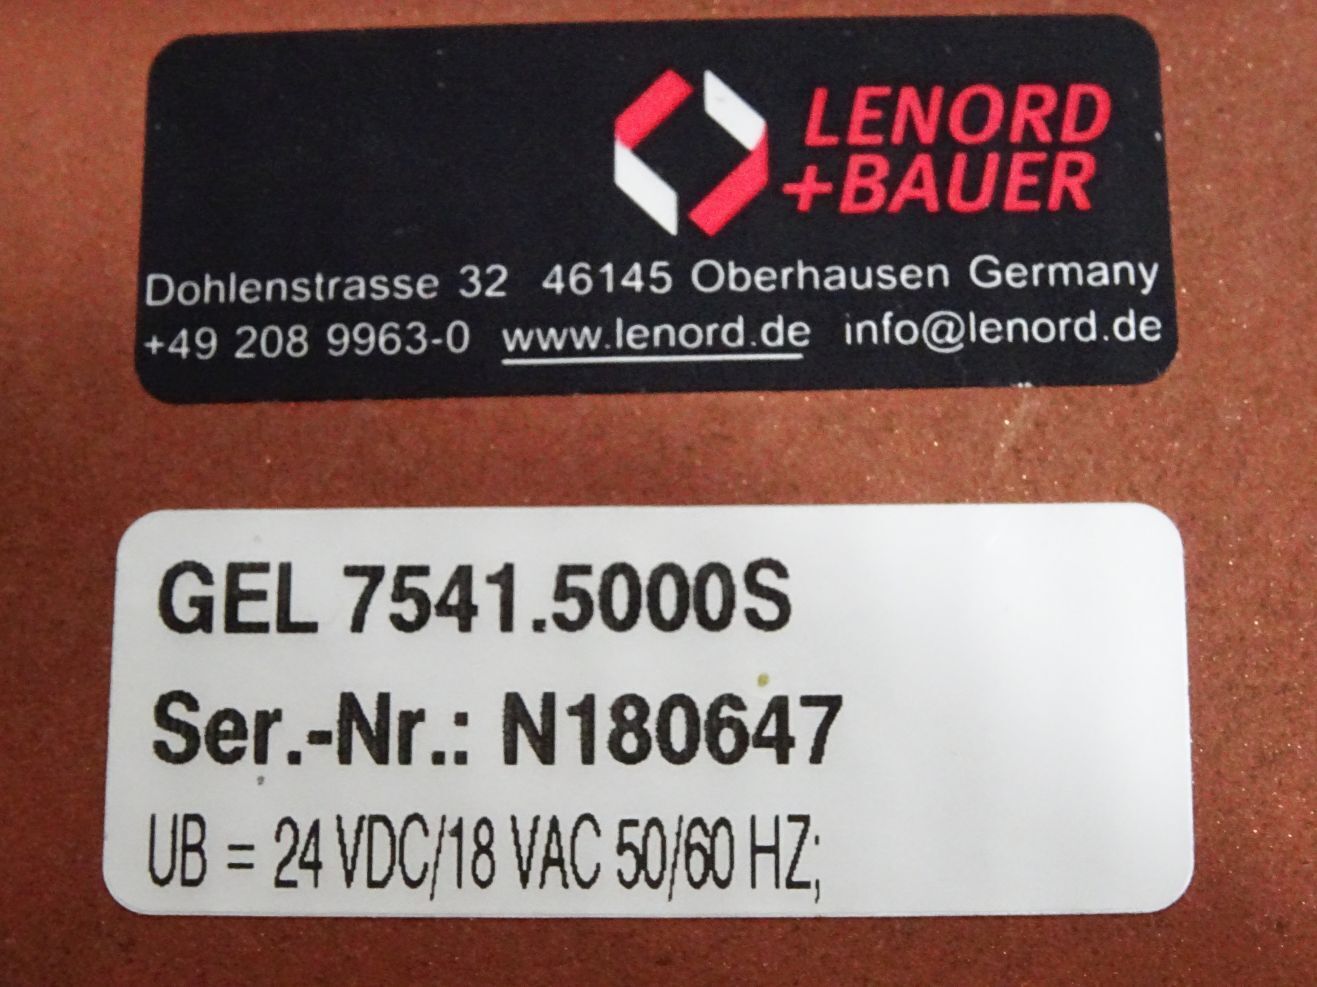 LENORD
+BAUER
Dohlenstrasse 32 46145 Oberhausen Germany
+49 208 9963-0 www.lenord.de info@lenord.de
GEL 7541.5000S
Ser.-Nr.: N180647
UB = 24 VDC/18 VAC 50/60 HZ;